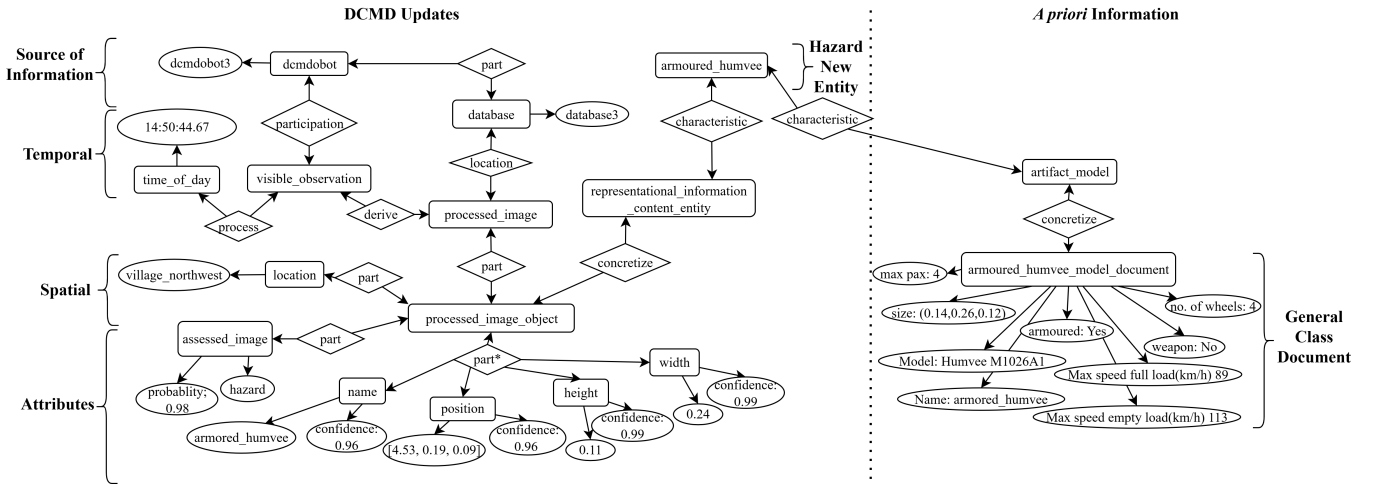 DCMD Updates
A priori Information
Source of
Information
dcmdobot3
dcmdobot
part
armoured_humvee
Hazard
New
Entity
database
database3
characteristic
characteristic
Temporal
14:50:44.67
participation
time_of_day
visible_observation
location
artifact_model
process
derive
processed_image
representational_information
_content_entity
concretize
concretize
Spatial
village_northwest
location
part
part
max pax: 4
armoured_humvee_model_document
size: (0.14,0.26,0.12)
no. of wheels: 4
General
Class
Document
processed_image_object
armoured: Yes
weapon: No
Attributes
assessed_image
part
part*
width
Model: Humvee M1026A1
Max speed full load(km/h) 89
probablity;
0.98
hazard
name
position
height
confidence:
0.99
Name: armored_humvee
Max speed empty load(km/h) 113
armored_humvee
confidence:
0.96
[4.53, 0.19, 0.09]
confidence:
0.96
0.11
confidence:
0.99
0.24